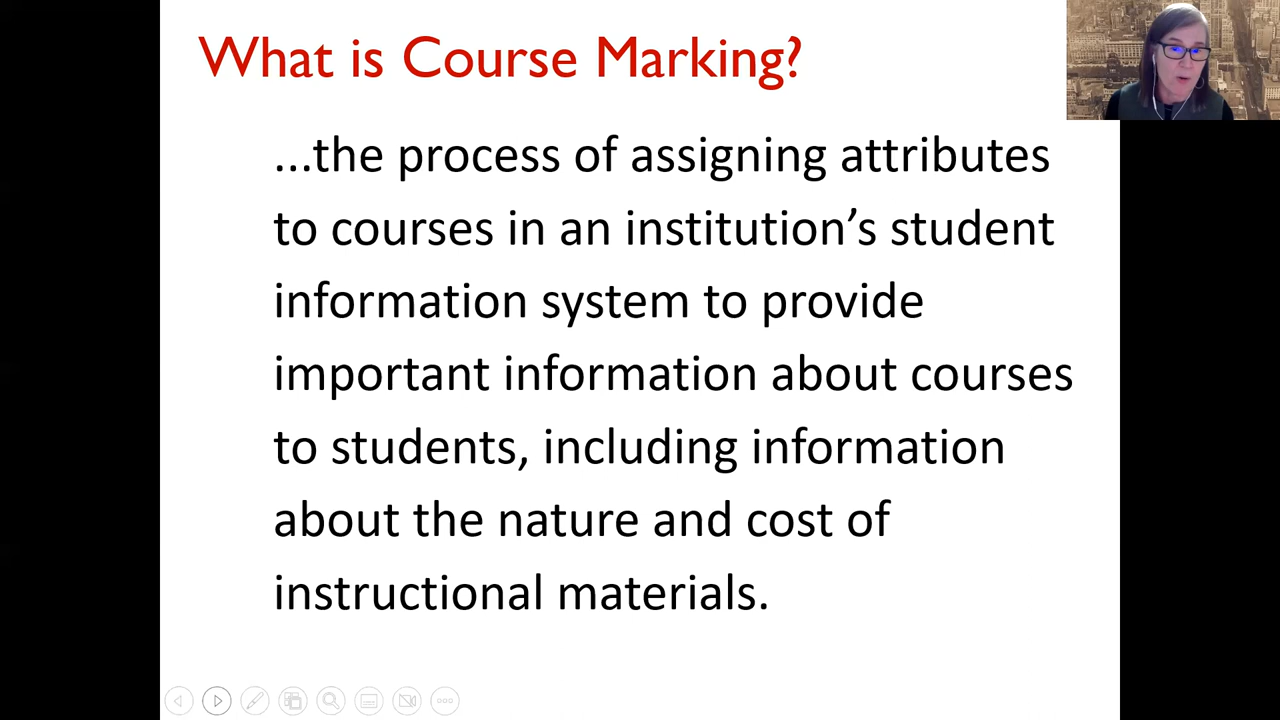 What is Course Marking?
...the process of assigning attributes
to courses in an institution’s student
information system to provide
important information about courses
to students, including information
about the nature and cost of
instructional materials.